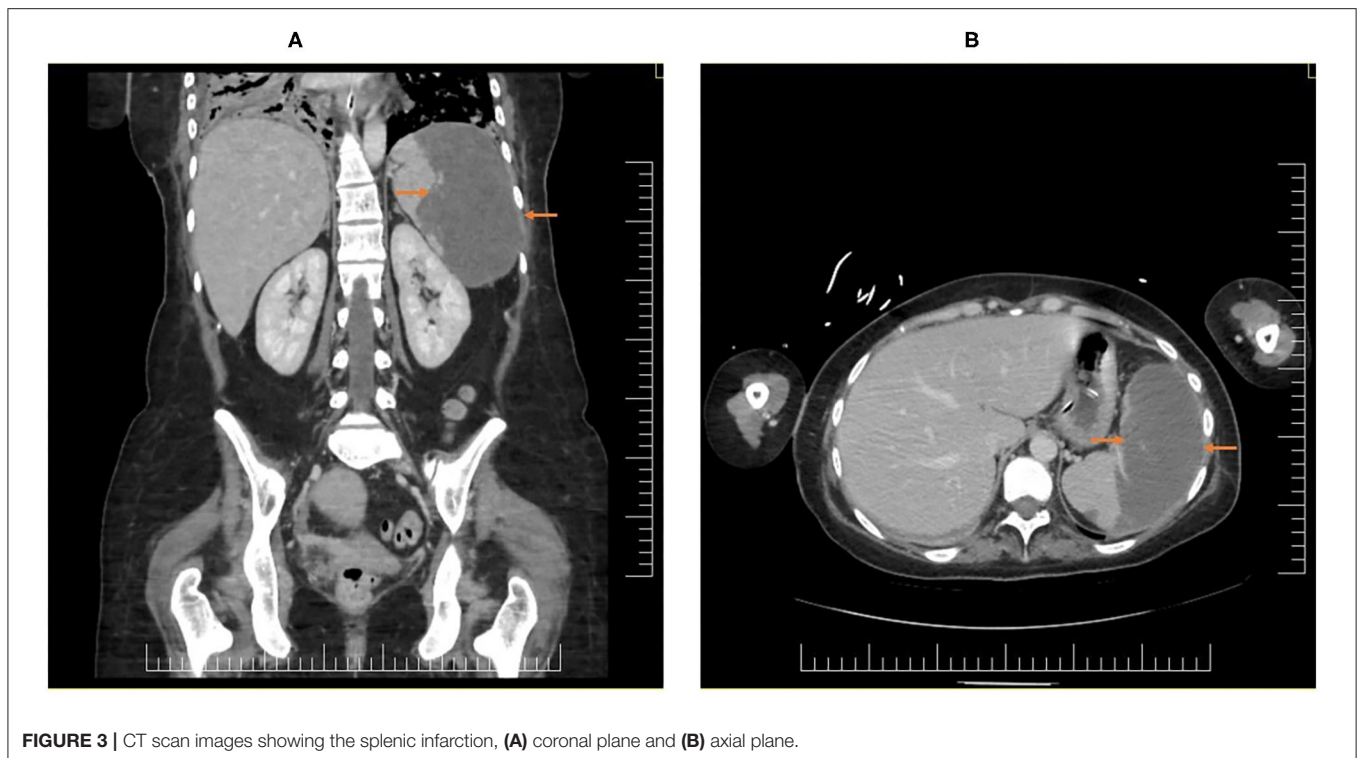 A
B
FIGURE 3 | CT scan images showing the splenic infarction, (A) coronal plane and (B) axial plane.